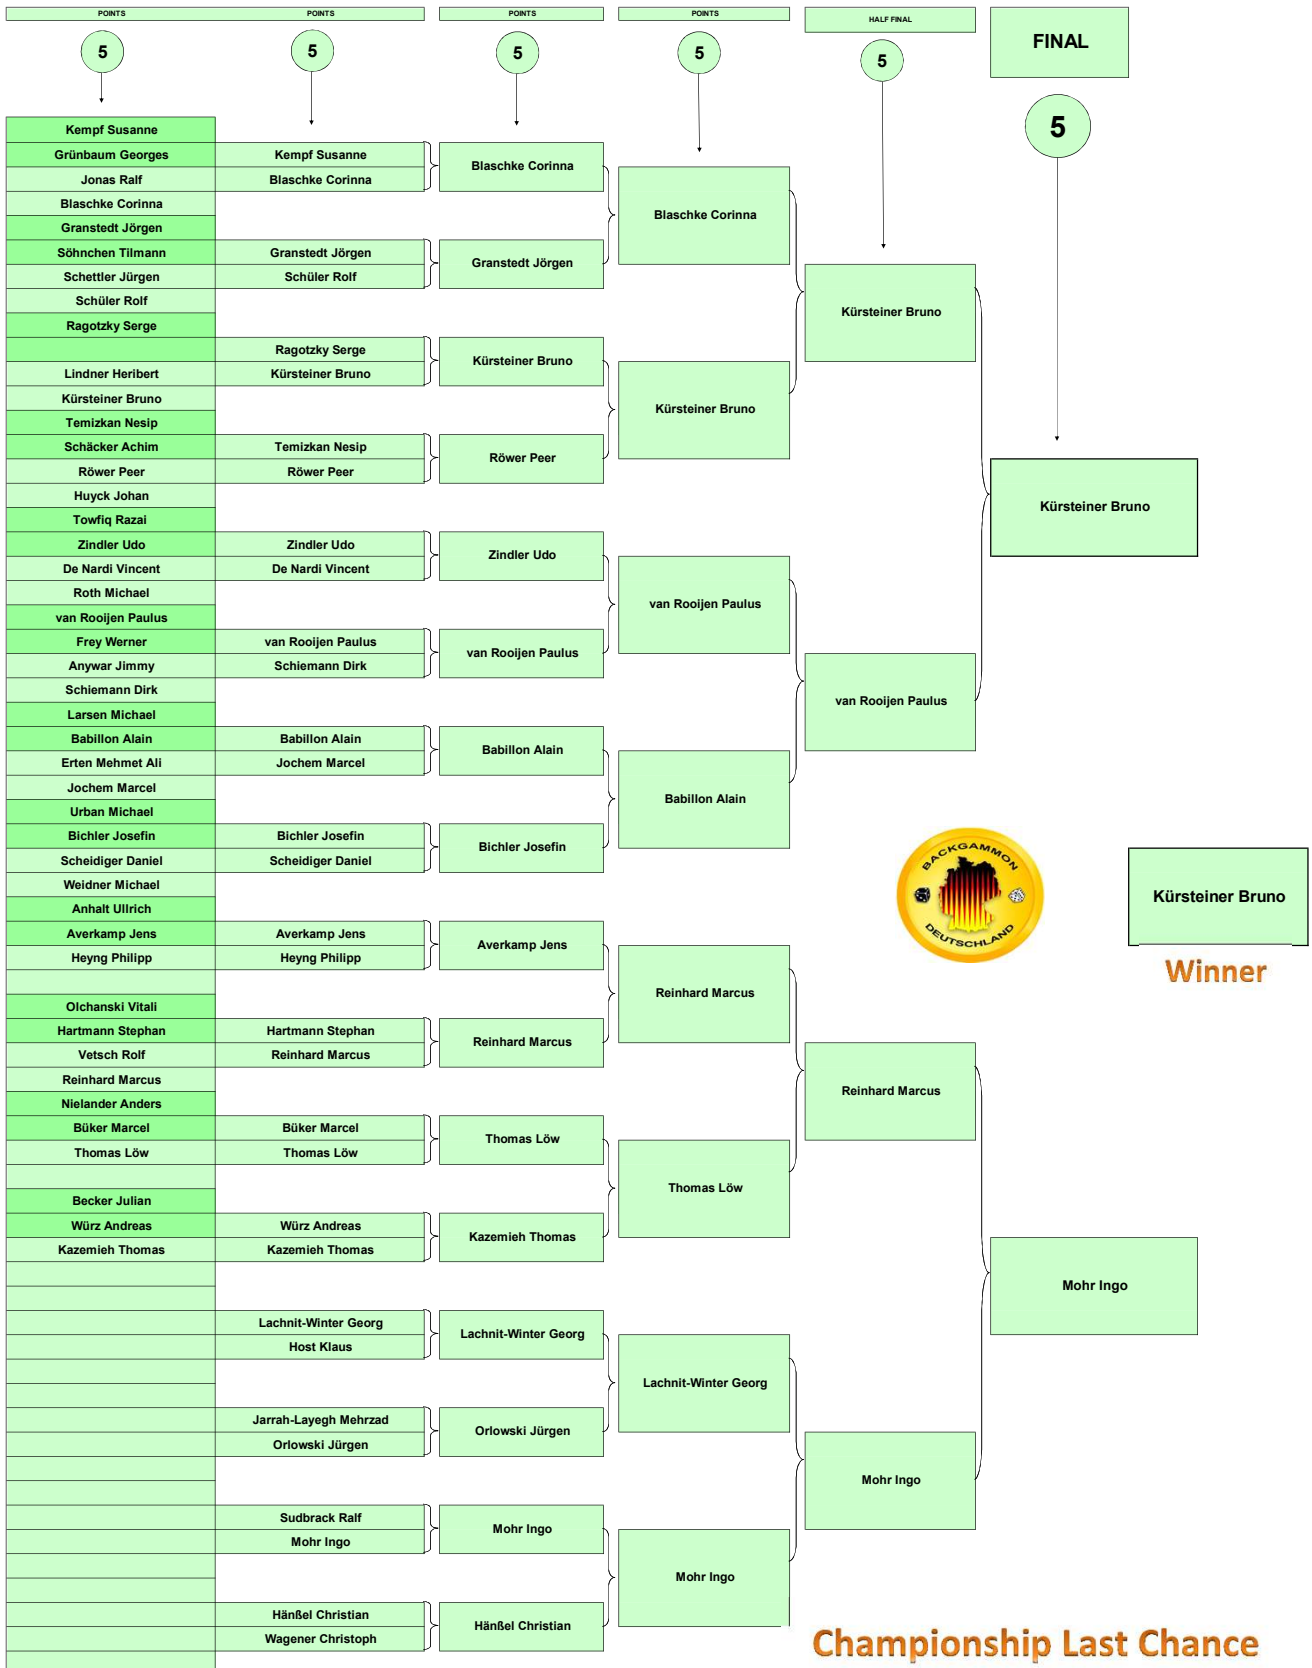 POINTS
POINTS
POINTS
POINTS
HALF FINAL
FINAL
5
5
5
5
5
5
Kempf Susanne
Grünbaum Georges
Jonas Ralf
Blaschke Corinna
Granstedt Jörgen
Söhnchen Tilmann
Schettler Jürgen
Schüler Rolf
Ragotzky Serge
Lindner Heribert
Kürsteiner Bruno
Temizkan Nesip
Schäcker Achim
Röwer Peer
Huyck Johan
Towfiq Razai
Zindler Udo
De Nardi Vincent
Roth Michael
van Rooijen Paulus
Frey Werner
Anywar Jimmy
Schiemann Dirk
Larsen Michael
Babillon Alain
Erten Mehmet Ali
Jochem Marcel
Urban Michael
Bichler Josefin
Scheidiger Daniel
Weidner Michael
Anhalt Ullrich
Averkamp Jens
Heyng Philipp
Olchanski Vitali
Hartmann Stephan
Vetsch Rolf
Reinhard Marcus
Nielander Anders
Büker Marcel
Thomas Löw
Becker Julian
Würz Andreas
Kazemieh Thomas
Kempf Susanne
Blaschke Corinna
Granstedt Jörgen
Schüler Rolf
Ragotzky Serge
Kürsteiner Bruno
Temizkan Nesip
Röwer Peer
Zindler Udo
De Nardi Vincent
van Rooijen Paulus
Schiemann Dirk
Babillon Alain
Jochem Marcel
Bichler Josefin
Scheidiger Daniel
Averkamp Jens
Heyng Philipp
Hartmann Stephan
Reinhard Marcus
Büker Marcel
Thomas Löw
Würz Andreas
Kazemieh Thomas
Lachnit-Winter Georg
Host Klaus
Jarrah-Layegh Mehrzad
Orlowski Jürgen
Sudbrack Ralf
Mohr Ingo
Hänßel Christian
Wagener Christoph
Blaschke Corinna
Granstedt Jörgen
Kürsteiner Bruno
Röwer Peer
Zindler Udo
van Rooijen Paulus
Babillon Alain
Bichler Josefin
Averkamp Jens
Reinhard Marcus
Thomas Löw
Kazemieh Thomas
Lachnit-Winter Georg
Orlowski Jürgen
Mohr Ingo
Hänßel Christian
Blaschke Corinna
Kürsteiner Bruno
van Rooijen Paulus
Babillon Alain
Reinhard Marcus
Thomas Löw
Lachnit-Winter Georg
Mohr Ingo
Kürsteiner Bruno
van Rooijen Paulus
Reinhard Marcus
Mohr Ingo
Kürsteiner Bruno
Mohr Ingo
BACKGAMMON
DEUTSCHLAND
Kürsteiner Bruno
Winner
Championship Last Chance